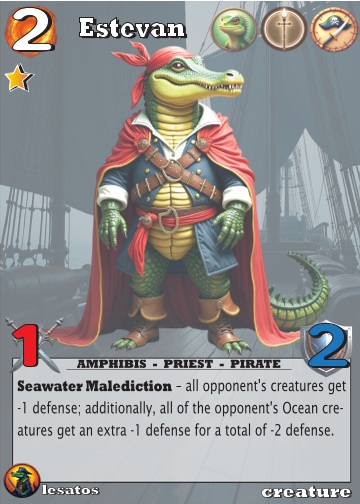 2 Estevan
1 2
AMPHIBIS - PRIEST - PIRATE
Seawater Malediction – all opponent's creatures get
-1 defense; additionally, all of the opponent's Ocean cre-
atures get an extra -1 defense for a total of -2 defense.
lesatos creature